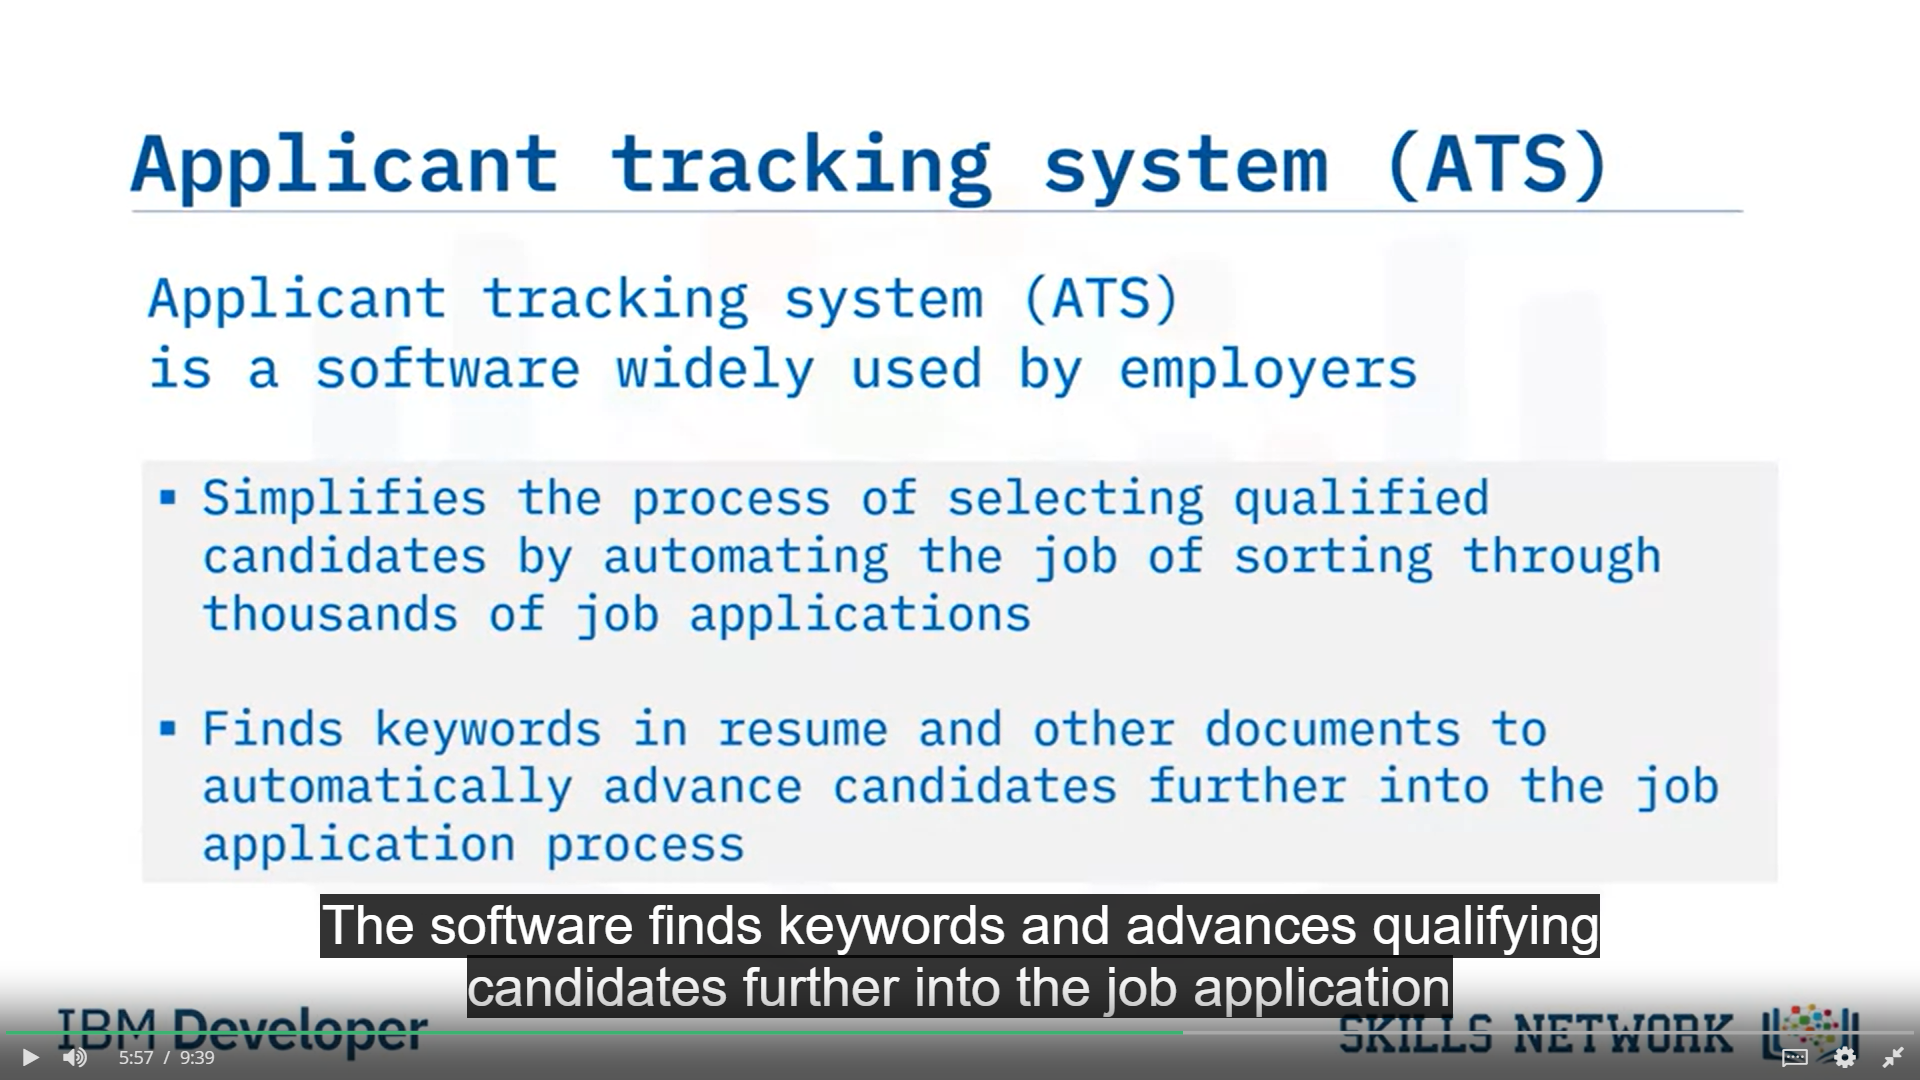 Applicant tracking system (ATS)
Applicant tracking system (ATS)
is a software widely used by employers
▪ Simplifies the process of selecting qualified
candidates by automating the job of sorting through
thousands of job applications
▪ Finds keywords in resume and other documents to
automatically advance candidates further into the job
application process
The software finds keywords and advances qualifying
candidates further into the job application
IBM Developer
SKILLS NETWORK
5:57 / 9:39